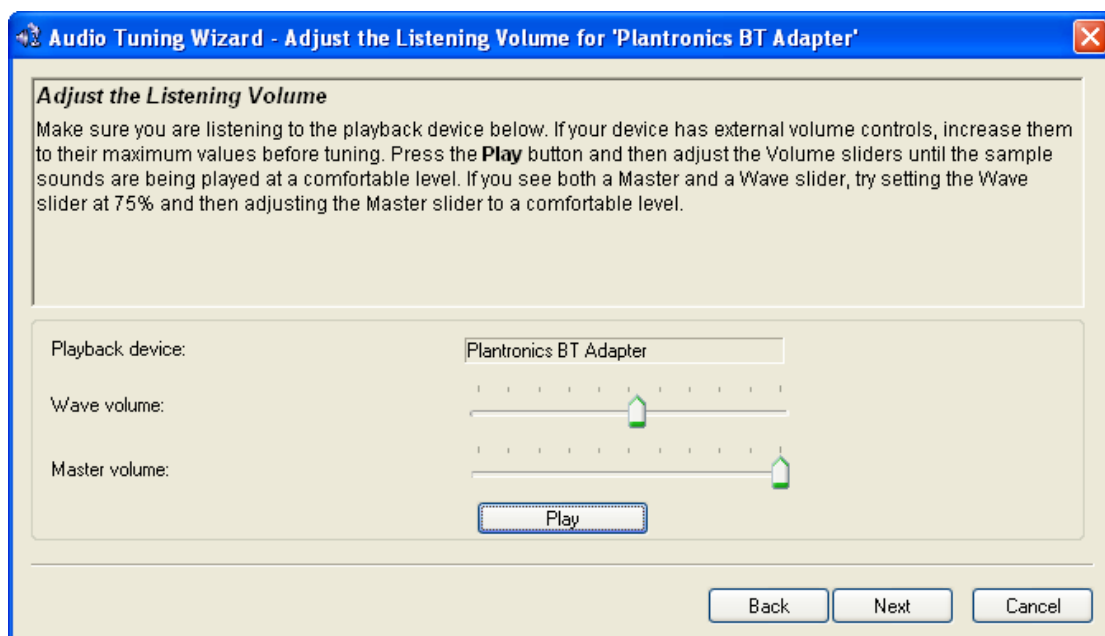 Audio Tuning Wizard - Adjust the Listening Volume for 'Plantronics BT Adapter'
Adjust the Listening Volume
Make sure you are listening to the playback device below. If your device has external volume controls, increase them
to their maximum values before tuning. Press the Play button and then adjust the Volume sliders until the sample
sounds are being played at a comfortable level. If you see both a Master and a Wave slider, try setting the Wave
slider at 75% and then adjusting the Master slider to a comfortable level.
Playback device:
Plantronics BT Adapter
Wave volume:
Master volume:
Play
Back
Next
Cancel